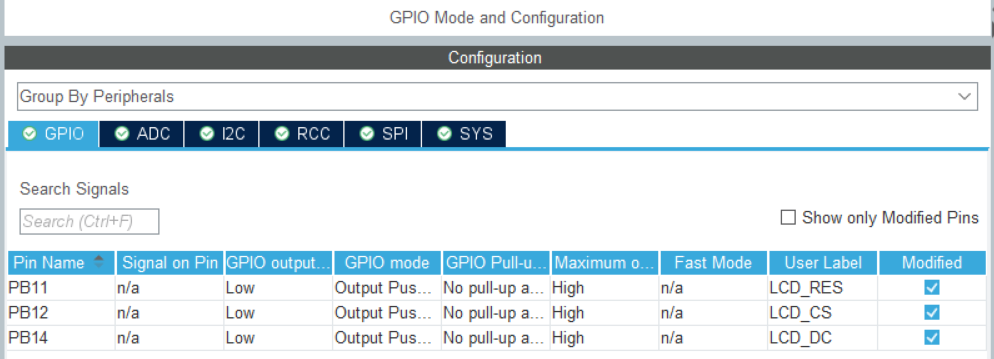 GPIO Mode and Configuration
Configuration
Group By Peripherals
GPIO ADC I2C RCC SPI SYS
Search Signals
Search (Ctrl+F)
Show only Modified Pins
Pin Name Signal on Pin GPIO output... GPIO mode GPIO Pull-u... Maximum o... Fast Mode User Label Modified
PB11 n/a Low Output Pus... No pull-up a... High n/a LCD_RES
PB12 n/a Low Output Pus... No pull-up a... High n/a LCD_CS
PB14 n/a Low Output Pus... No pull-up a... High n/a LCD_DC